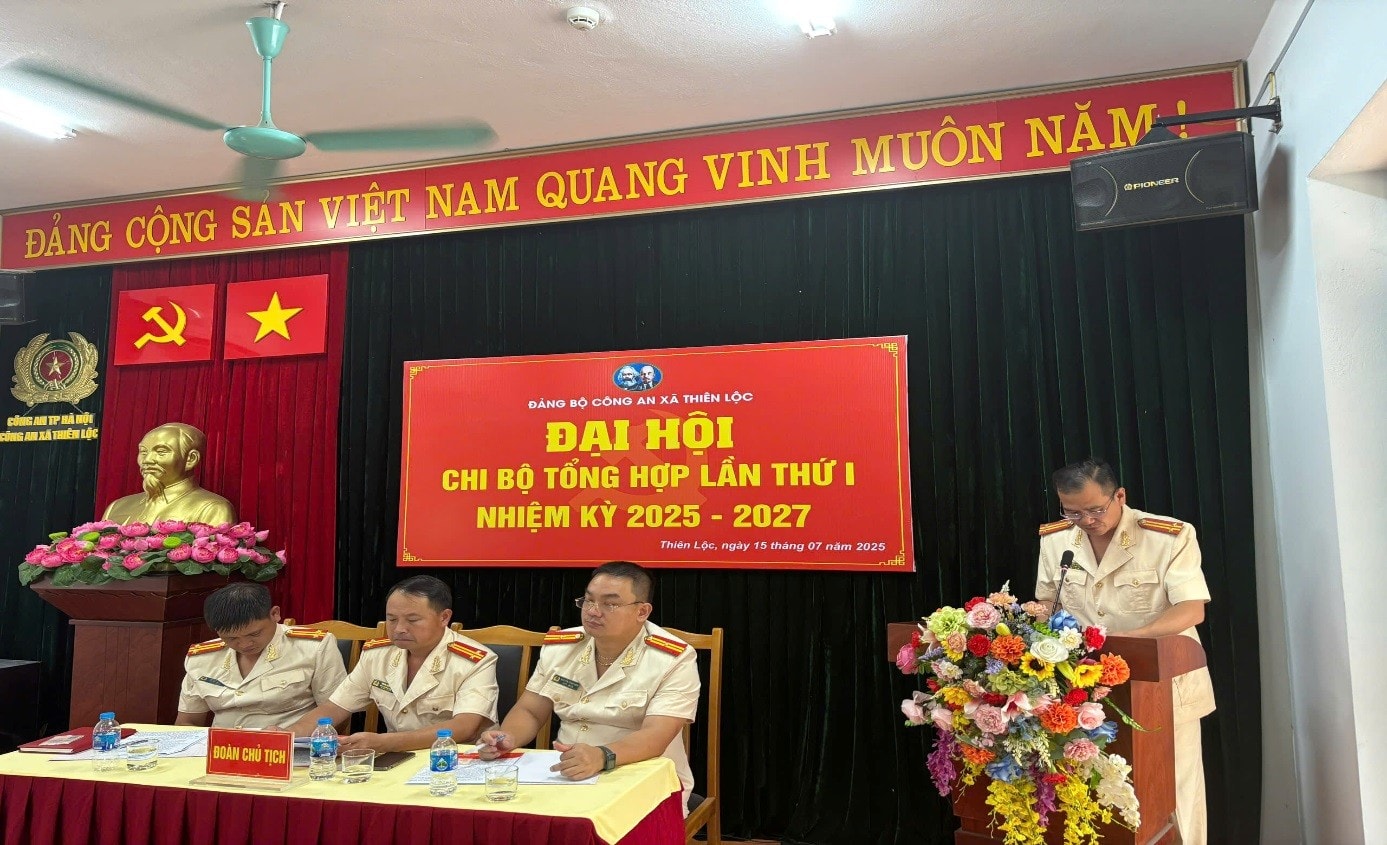 ĐẢNG CỘNG SẢN VIỆT NAM QUANG VINH MUÔN NĂM !
PIONEER
CÔNG AN TP HÀ NỘI
CÔNG AN XÃ THIÊN LỘC
ĐẢNG BỘ CÔNG AN XÃ THIÊN LỘC
ĐẠI HỘI
CHI BỘ TỔNG HỢP LẦN THỨ I
NHIỆM KỲ 2025 - 2027
Thiên Lộc, ngày 15 tháng 07 năm 2025
ĐOÀN CHỦ TỊCH